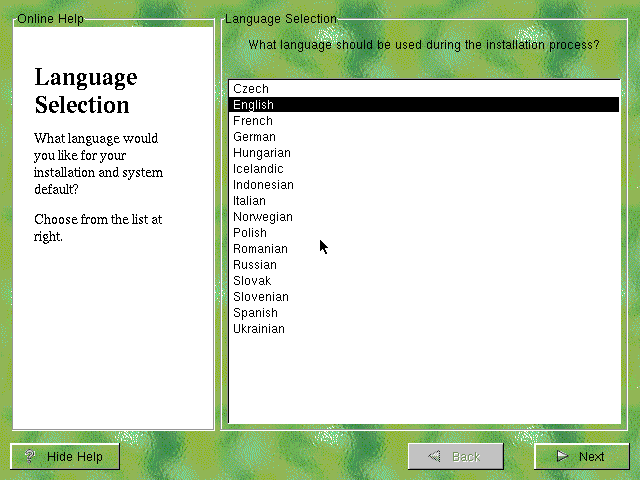 Online Help
Language
Selection
What language would
you like for your
installation and system
default?
Choose from the list at
right.
Language Selection
What language should be used during the installation process?
Czech
English
French
German
Hungarian
Icelandic
Indonesian
Italian
Norwegian
Polish
Romanian
Russian
Slovak
Slovenian
Spanish
Ukrainian
Hide Help
Back
Next